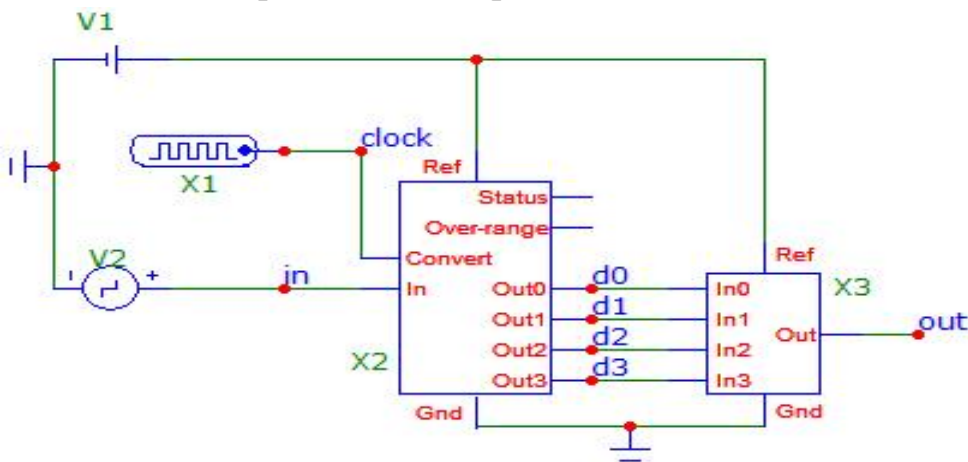 V1
clock
X1
Ref
Status
Over-range
V2
Convert
Ref
in
In
Out0
d0
In0
X3
Out1
d1
In1
Out
out
X2
Out2
d2
In2
Out3
d3
In3
Gnd
Gnd
- +